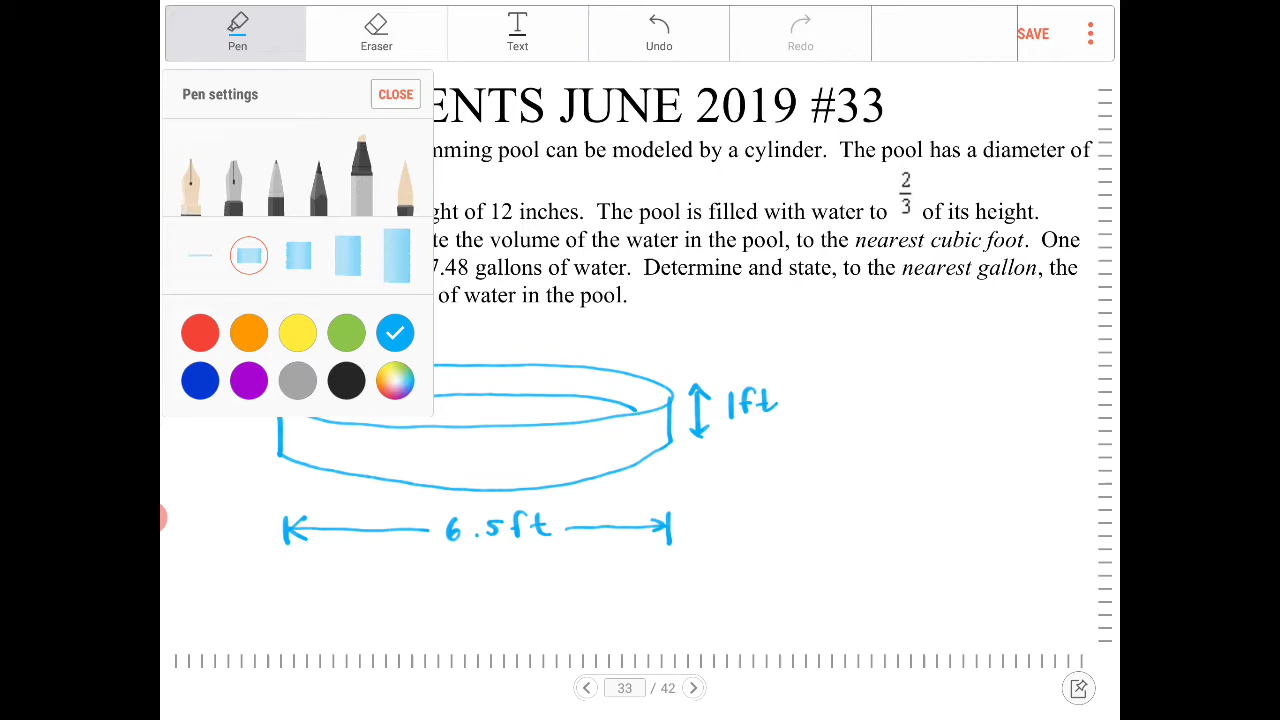 Pen
Eraser
Text
Undo
Redo
SAVE
Pen settings
CLOSE
ENTS JUNE 2019 #33
mming pool can be modeled by a cylinder. The pool has a diameter of
ght of 12 inches. The pool is filled with water to 2/3 of its height.
te the volume of the water in the pool, to the nearest cubic foot. One
7.48 gallons of water. Determine and state, to the nearest gallon, the
of water in the pool.
1ft
6.5ft
33 / 42